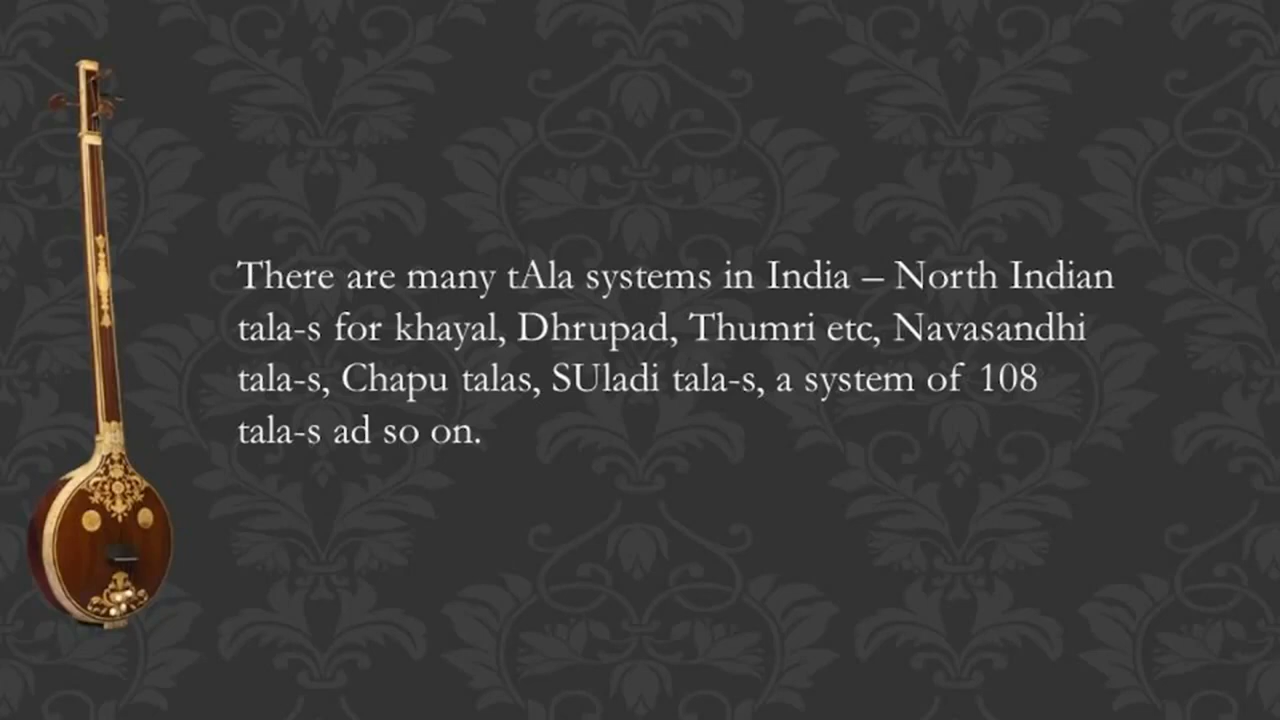 There are many tAla systems in India – North Indian
tala-s for khayal, Dhrupad, Thumri etc, Navasandhi
tala-s, Chapu talas, SUladi tala-s, a system of 108
tala-s ad so on.